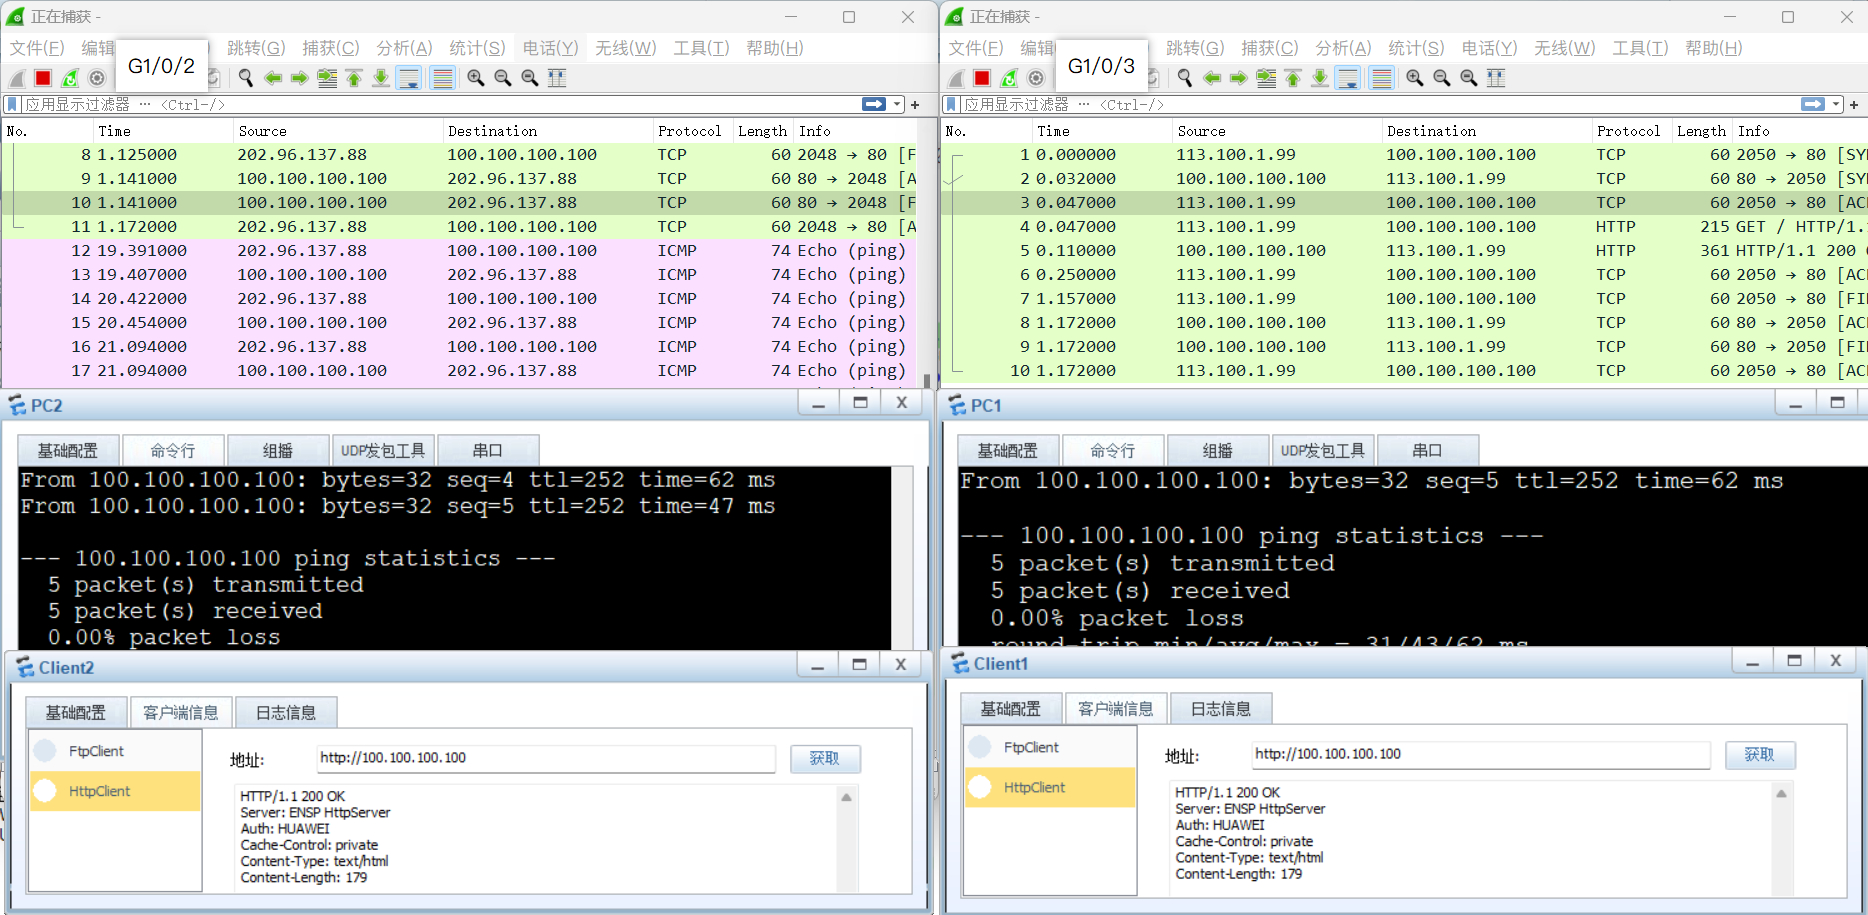 正在捕获 -
文件(F) 编辑 跳转(G) 捕获(C) 分析(A) 统计(S) 电话(Y) 无线(W) 工具(T) 帮助(H)
G1/0/2
应用显示过滤器 … <Ctrl-/>
No. Time Source Destination Protocol Length Info
8 1.125000 202.96.137.88 100.100.100.100 TCP 60 2048 → 80 [F
9 1.141000 100.100.100.100 202.96.137.88 TCP 60 80 → 2048 [A
10 1.141000 100.100.100.100 202.96.137.88 TCP 60 80 → 2048 [F
11 1.172000 202.96.137.88 100.100.100.100 TCP 60 2048 → 80 [A
12 19.391000 202.96.137.88 100.100.100.100 ICMP 74 Echo (ping)
13 19.407000 100.100.100.100 202.96.137.88 ICMP 74 Echo (ping)
14 20.422000 202.96.137.88 100.100.100.100 ICMP 74 Echo (ping)
15 20.454000 100.100.100.100 202.96.137.88 ICMP 74 Echo (ping)
16 21.094000 202.96.137.88 100.100.100.100 ICMP 74 Echo (ping)
17 21.094000 100.100.100.100 202.96.137.88 ICMP 74 Echo (ping)
PC2
基础配置 命令行 组播 UDP发包工具 串口
From 100.100.100.100: bytes=32 seq=4 ttl=252 time=62 ms
From 100.100.100.100: bytes=32 seq=5 ttl=252 time=47 ms
--- 100.100.100.100 ping statistics ---
5 packet(s) transmitted
5 packet(s) received
0.00% packet loss
Client2
基础配置 客户端信息 日志信息
FtpClient
HttpClient
地址: http://100.100.100.100 获取
HTTP/1.1 200 OK
Server: ENSP HttpServer
Auth: HUAWEI
Cache-Control: private
Content-Type: text/html
Content-Length: 179
正在捕获 -
文件(F) 编辑 跳转(G) 捕获(C) 分析(A) 统计(S) 电话(Y) 无线(W) 工具(T) 帮助(H)
G1/0/3
应用显示过滤器 … <Ctrl-/>
No. Time Source Destination Protocol Length Info
1 0.000000 113.100.1.99 100.100.100.100 TCP 60 2050 → 80 [SY
2 0.032000 100.100.100.100 113.100.1.99 TCP 60 80 → 2050 [SY
3 0.047000 113.100.1.99 100.100.100.100 TCP 60 2050 → 80 [AC
4 0.047000 113.100.1.99 100.100.100.100 HTTP 215 GET / HTTP/1.
5 0.110000 100.100.100.100 113.100.1.99 HTTP 361 HTTP/1.1 200
6 0.250000 113.100.1.99 100.100.100.100 TCP 60 2050 → 80 [AC
7 1.157000 113.100.1.99 100.100.100.100 TCP 60 2050 → 80 [FI
8 1.172000 100.100.100.100 113.100.1.99 TCP 60 80 → 2050 [AC
9 1.172000 100.100.100.100 113.100.1.99 TCP 60 80 → 2050 [FI
10 1.172000 113.100.1.99 100.100.100.100 TCP 60 2050 → 80 [AC
PC1
基础配置 命令行 组播 UDP发包工具 串口
From 100.100.100.100: bytes=32 seq=5 ttl=252 time=62 ms
--- 100.100.100.100 ping statistics ---
5 packet(s) transmitted
5 packet(s) received
0.00% packet loss
round-trip min/avg/max = 31/43/62 ms
Client1
基础配置 客户端信息 日志信息
FtpClient
HttpClient
地址: http://100.100.100.100 获取
HTTP/1.1 200 OK
Server: ENSP HttpServer
Auth: HUAWEI
Cache-Control: private
Content-Type: text/html
Content-Length: 179